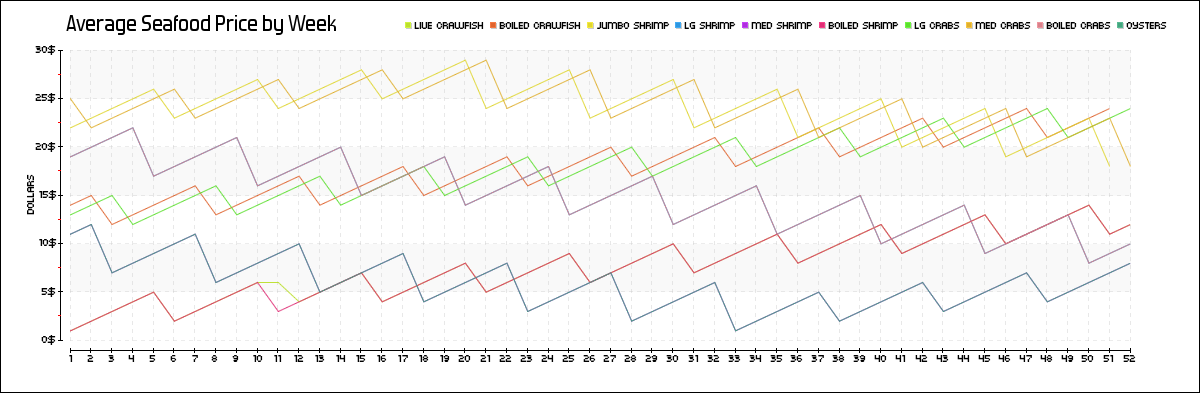 Average Seafood Price by Week
LIVE CRAWFISH BOILED CRAWFISH JUMBO SHRIMP LG SHRIMP MED SHRIMP BOILED SHRIMP LG CRABS MED CRABS BOILED CRABS OYSTERS
30$
25$
20$
15$
10$
5$
0$
DOLLARS
1 2 3 4 5 6 7 8 9 10 11 12 13 14 15 16 17 18 19 20 21 22 23 24 25 26 27 28 29 30 31 32 33 34 35 36 37 38 39 40 41 42 43 44 45 46 47 48 49 50 51 52